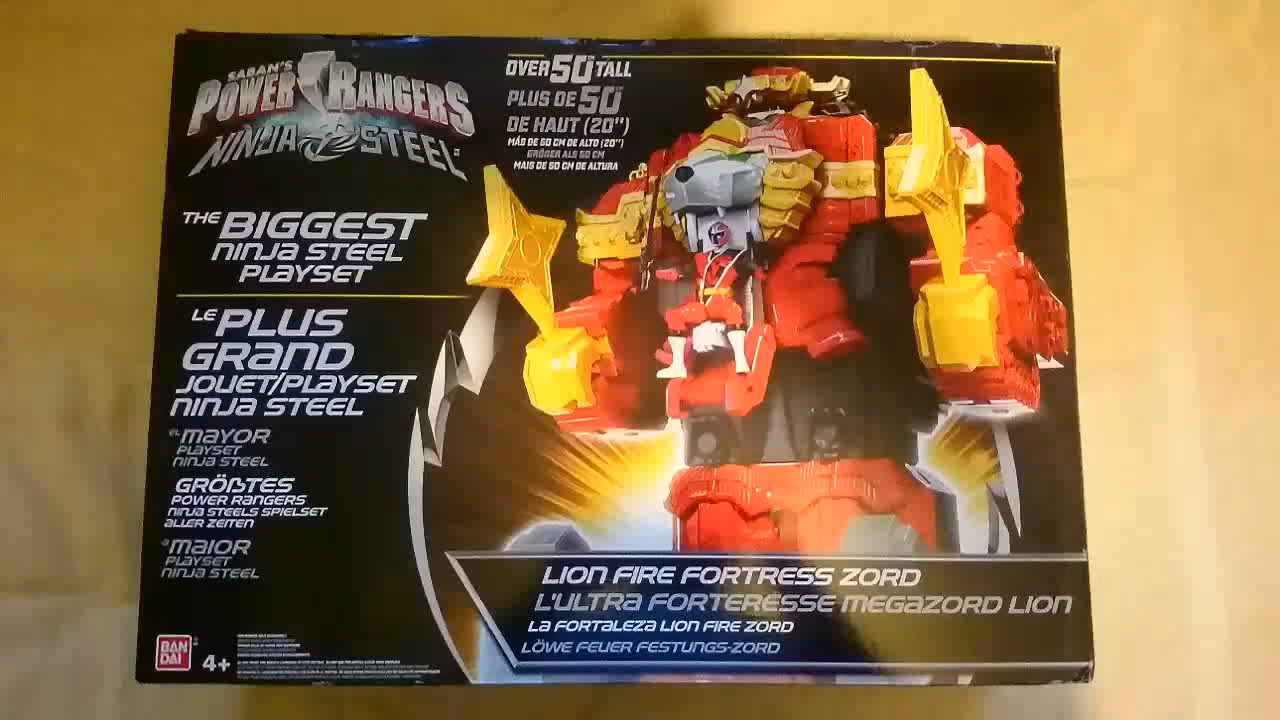 SABAN'S
POWER RANGERS
NINJA STEEL
OVER 50 TALL
PLUS DE 50
DE HAUT (20")
MÁS DE 50 CM DE ALTO (20")
GRÖßER ALS 50 CM
MAIS DE 50 CM DE ALTURA
THE BIGGEST
NINJA STEEL
PLAYSET
LE PLUS
GRAND
JOUET/PLAYSET
NINJA STEEL
EL MAYOR
PLAYSET
NINJA STEEL
GRÖßTES
POWER RANGERS
NINJA STEELS SPIELSET
ALLER ZEITEN
A MAIOR
PLAYSET
NINJA STEEL
LION FIRE FORTRESS ZORD
L'ULTRA FORTERESSE MEGAZORD LION
LA FORTALEZA LION FIRE ZORD
LÖWE FEUER FESTUNGS-ZORD
BAN
DAI
4+